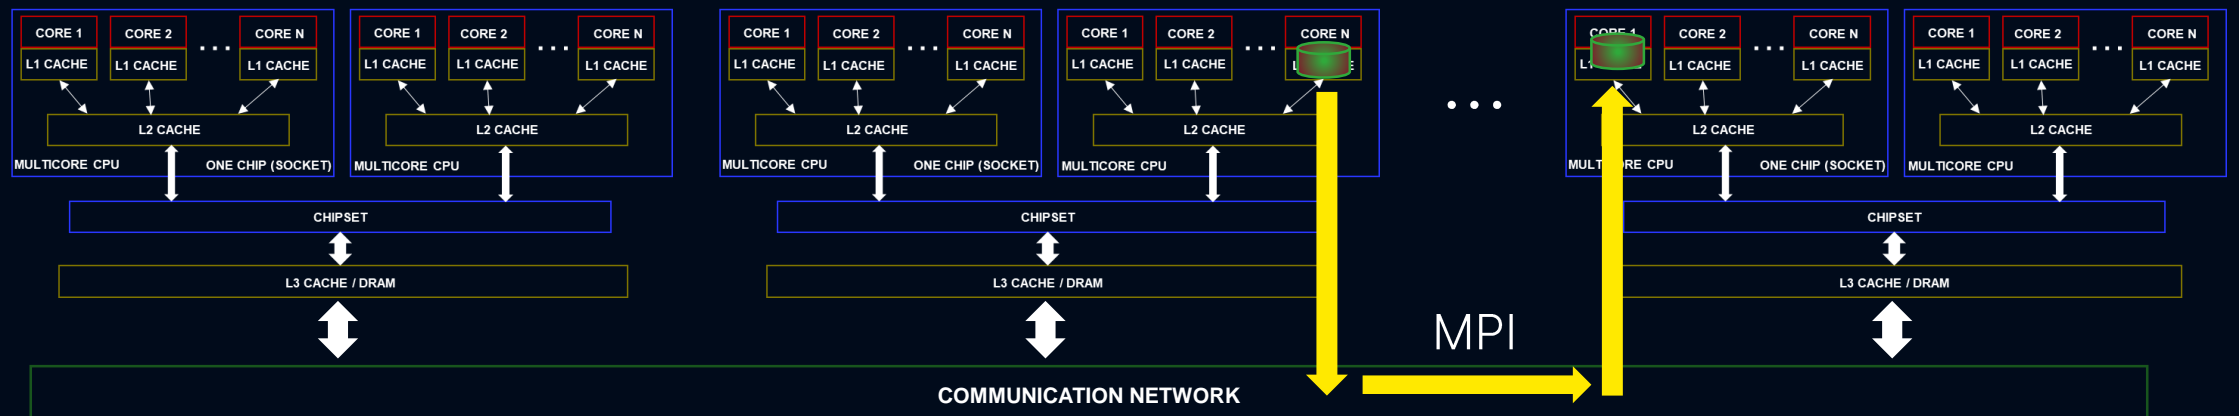 CORE 1 CORE 2 ... CORE N CORE 1 CORE 2 ... CORE N CORE 1 CORE 2 ... CORE N CORE 1 CORE 2 ... CORE N CORE 1 CORE 2 ... CORE N CORE 1 CORE 2 ... CORE N
L1 CACHE L1 CACHE L1 CACHE L1 CACHE L1 CACHE L1 CACHE L1 CACHE L1 CACHE L1 CACHE L1 CACHE L1 CACHE ... L1 CACHE L1 CACHE L1 CACHE L1 CACHE L1 CACHE
L2 CACHE L2 CACHE L2 CACHE L2 CACHE L2 CACHE L2 CACHE
MULTICORE CPU ONE CHIP (SOCKET) MULTICORE CPU MULTICORE CPU ONE CHIP (SOCKET) MULTICORE CPU MULTICORE CPU ONE CHIP (SOCKET) MULTICORE CPU
CHIPSET CHIPSET CHIPSET
L3 CACHE / DRAM L3 CACHE / DRAM L3 CACHE / DRAM
MPI
COMMUNICATION NETWORK